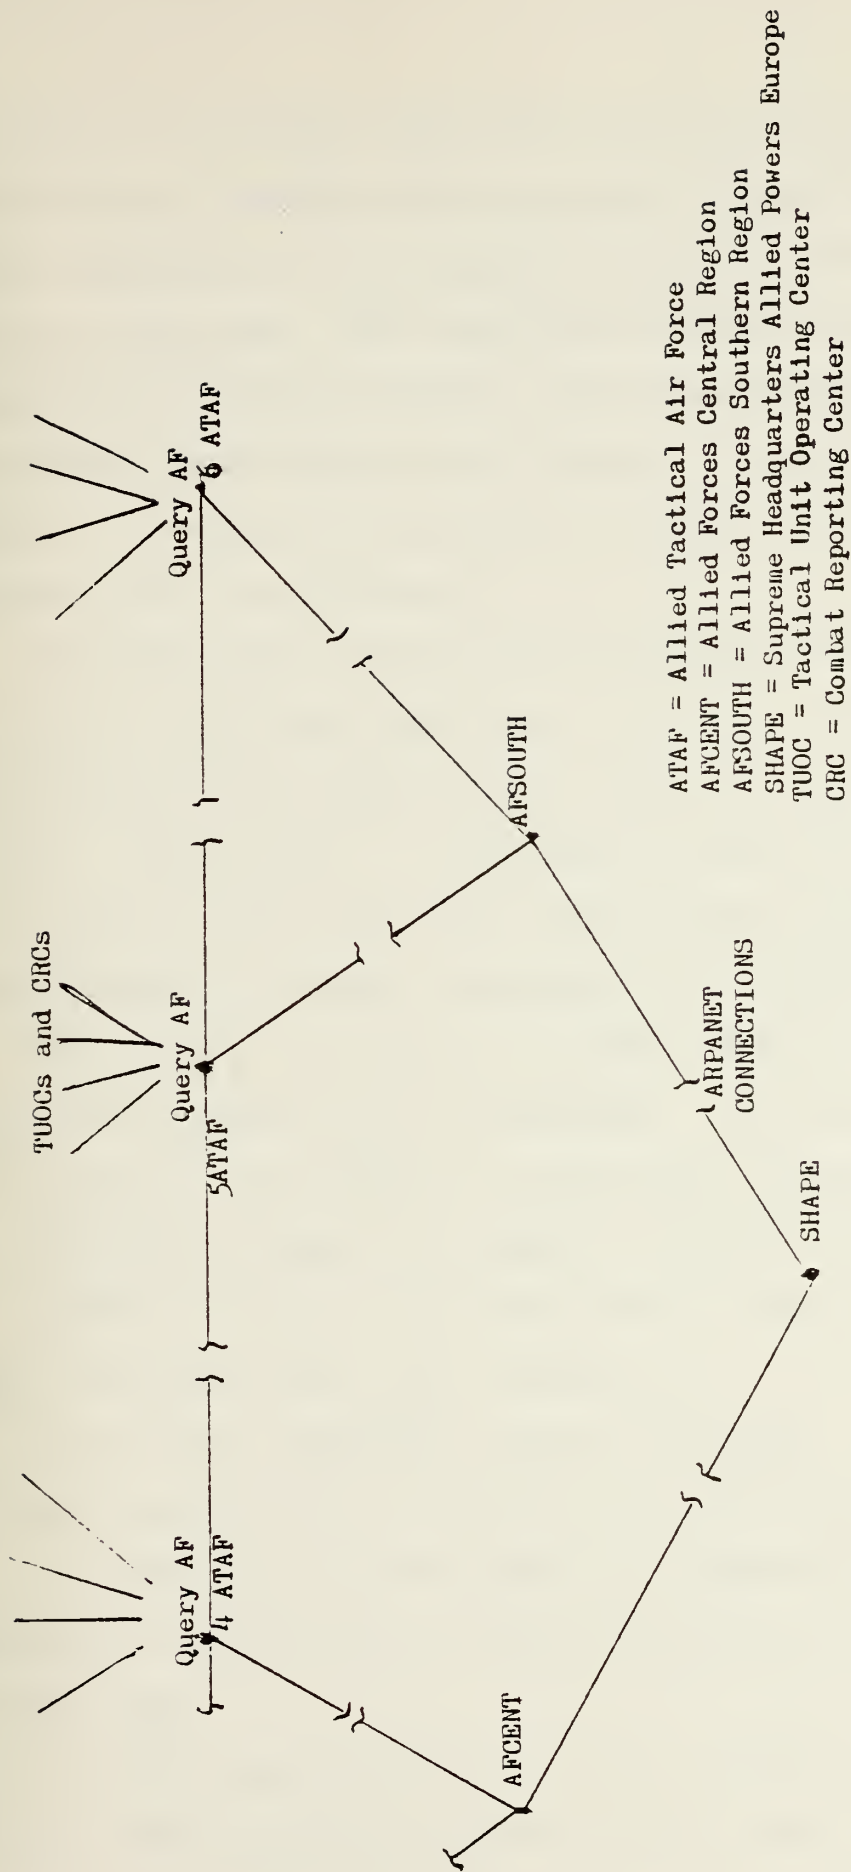 TUOCs and CRCs
Query AF
4 ATAF
Query AF
5ATAF
Query AF
6 ATAF
AFCENT
AFSOUTH
ARPANET
CONNECTIONS
SHAPE
ATAF = Allied Tactical Air Force
AFCENT = Allied Forces Central Region
AFSOUTH = Allied Forces Southern Region
SHAPE = Supreme Headquarters Allied Powers Europe
TUOC = Tactical Unit Operating Center
CRC = Combat Reporting Center